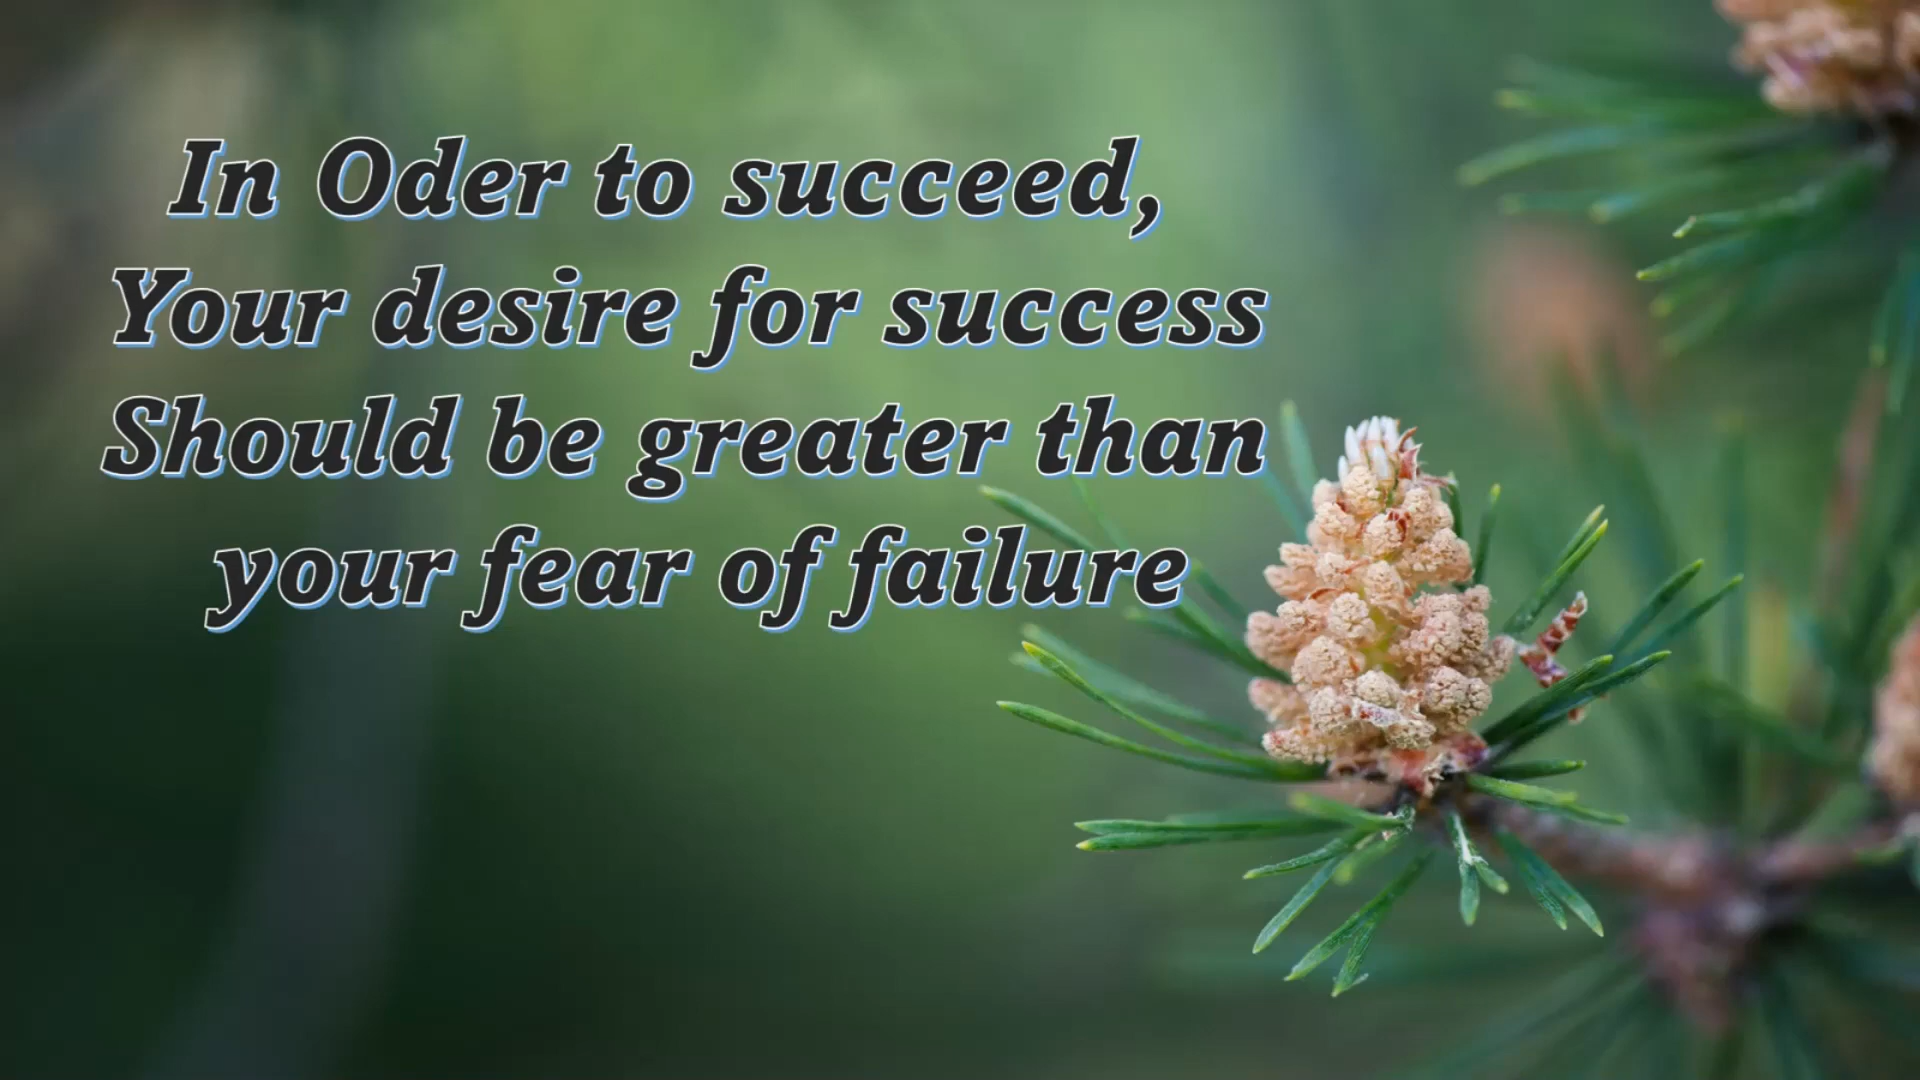 In Oder to succeed,
Your desire for success
Should be greater than
your fear of failure